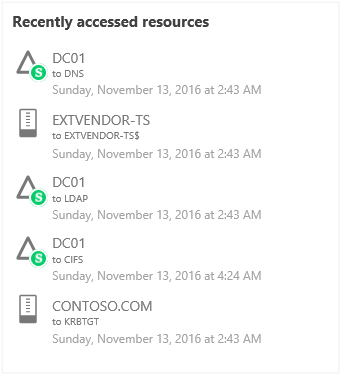 Recently accessed resources
DC01
to DNS
Sunday, November 13, 2016 at 2:43 AM
EXTVENDOR-TS
to EXTVENDOR-TS$
Sunday, November 13, 2016 at 2:43 AM
DC01
to LDAP
Sunday, November 13, 2016 at 2:43 AM
DC01
to CIFS
Sunday, November 13, 2016 at 4:24 AM
CONTOSO.COM
to KRBTGT
Sunday, November 13, 2016 at 2:43 AM